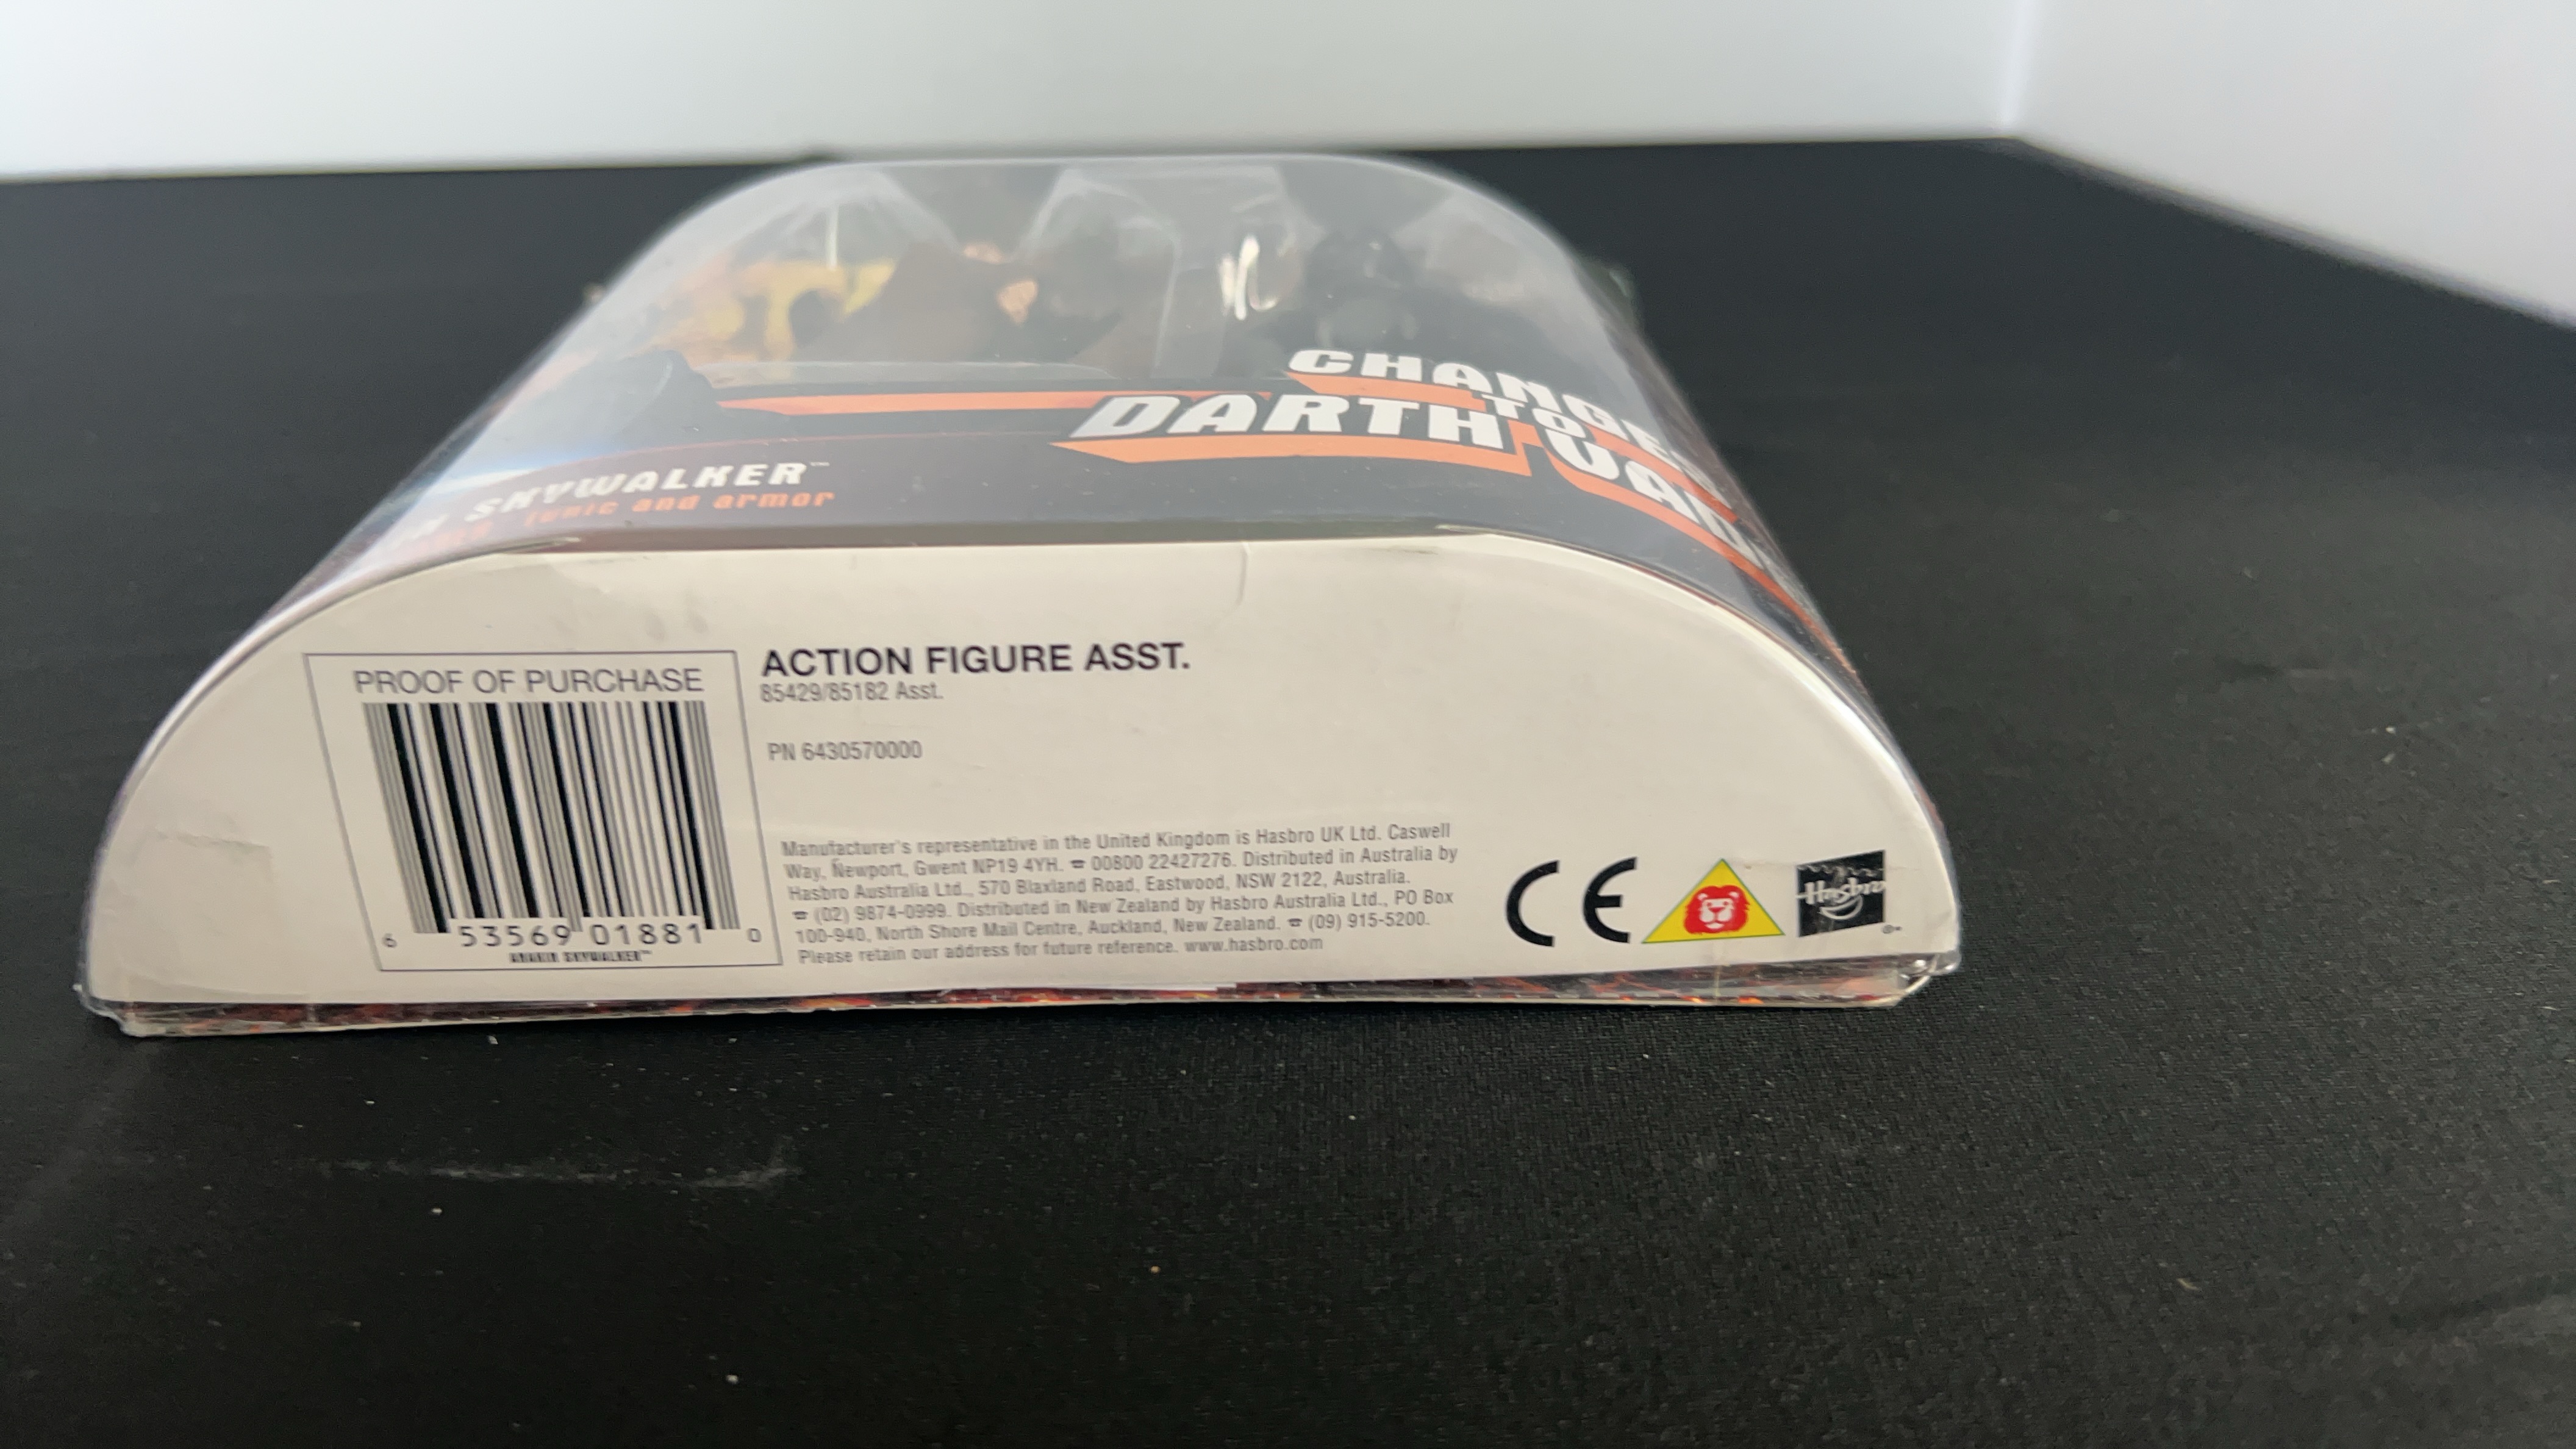 CHANGES
TO
DARTH
SKYWALKER™
tunic and armor
PROOF OF PURCHASE
6 53569 01881 0
ANAKIN SKYWALKER™
ACTION FIGURE ASST.
85429/85182 Asst.
PN 6430570000
Manufacturer's representative in the United Kingdom is Hasbro UK Ltd. Caswell
Way, Newport, Gwent NP19 4YH. ☎ 00800 22427276. Distributed in Australia by
Hasbro Australia Ltd., 570 Blaxland Road, Eastwood, NSW 2122, Australia.
☎ (02) 9874-0999. Distributed in New Zealand by Hasbro Australia Ltd., PO Box
100-940, North Shore Mail Centre, Auckland, New Zealand. ☎ (09) 915-5200.
Please retain our address for future reference. www.hasbro.com
CE
Hasbro